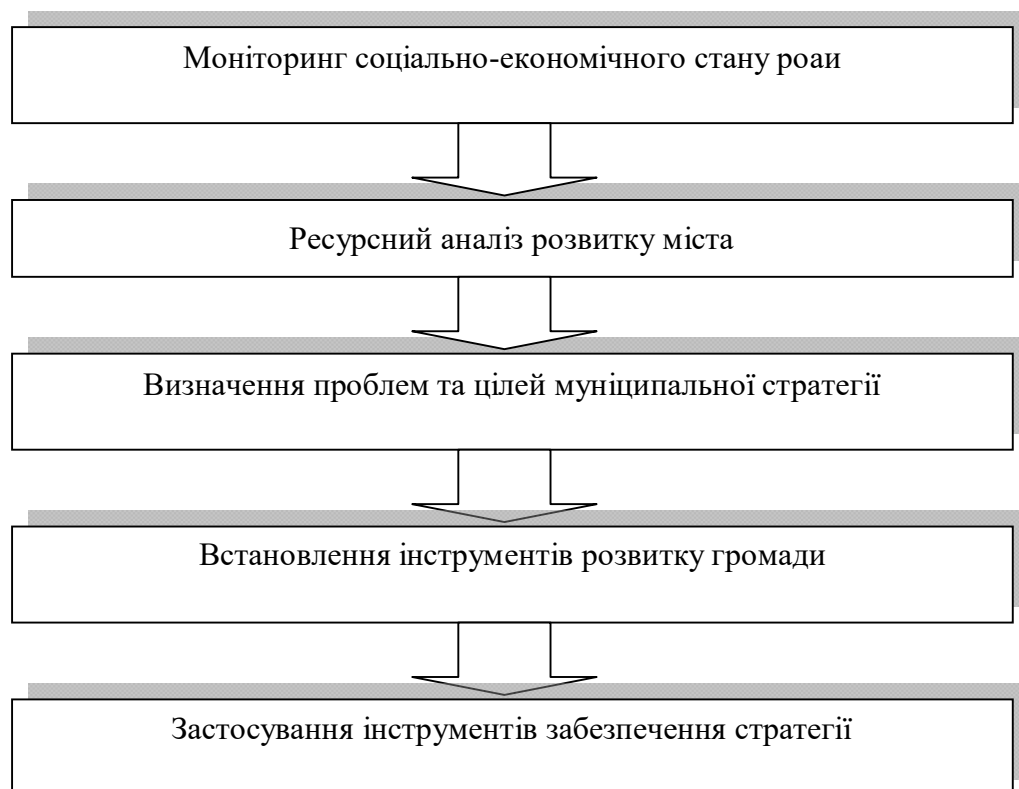 Моніторинг соціально-економічного стану роаи
Ресурсний аналіз розвитку міста
Визначення проблем та цілей муніципальної стратегії
Встановлення інструментів розвитку громади
Застосування інструментів забезпечення стратегії